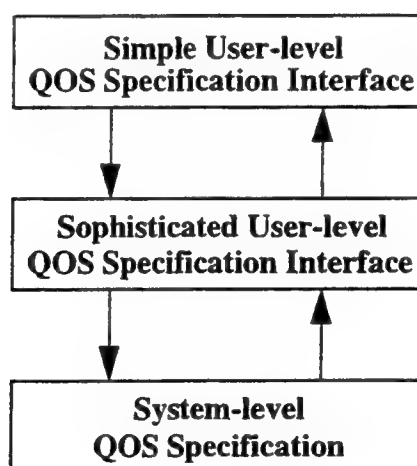 Simple User-level
QOS Specification Interface
Sophisticated User-level
QOS Specification Interface
System-level
QOS Specification